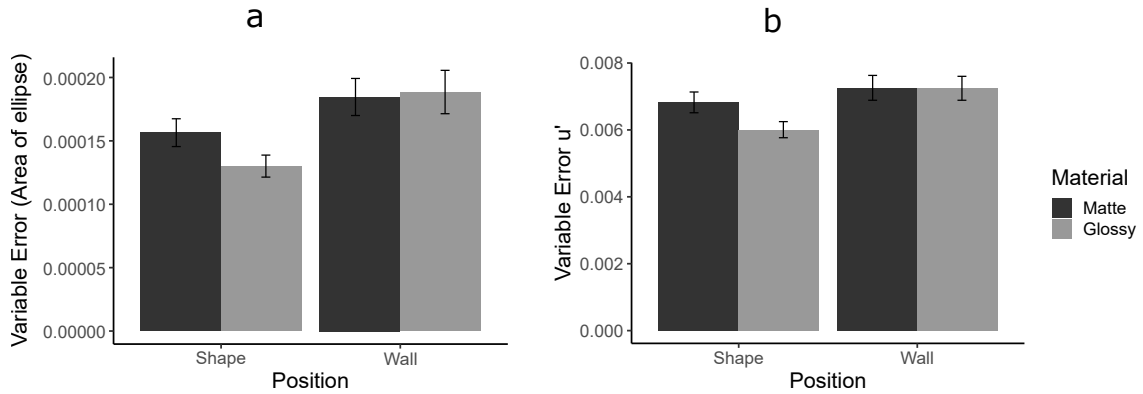 a
Variable Error (Area of ellipse)
0.00020
0.00015
0.00010
0.00005
0.00000
Shape
Wall
Position
b
Variable Error u'
0.008
0.006
0.004
0.002
0.000
Shape
Wall
Position
Material
Matte
Glossy